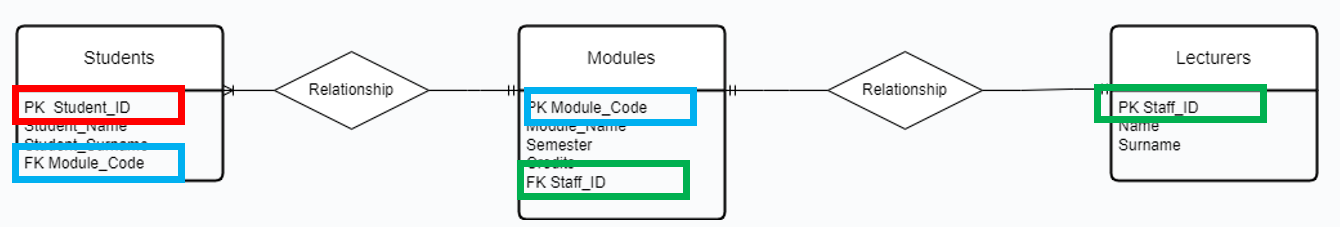 Students
PK Student_ID
Student_Name
Student_Surname
FK Module_Code
Relationship
Modules
PK Module_Code
Module_Name
Semester
Credits
FK Staff_ID
Relationship
Lecturers
PK Staff_ID
Name
Surname